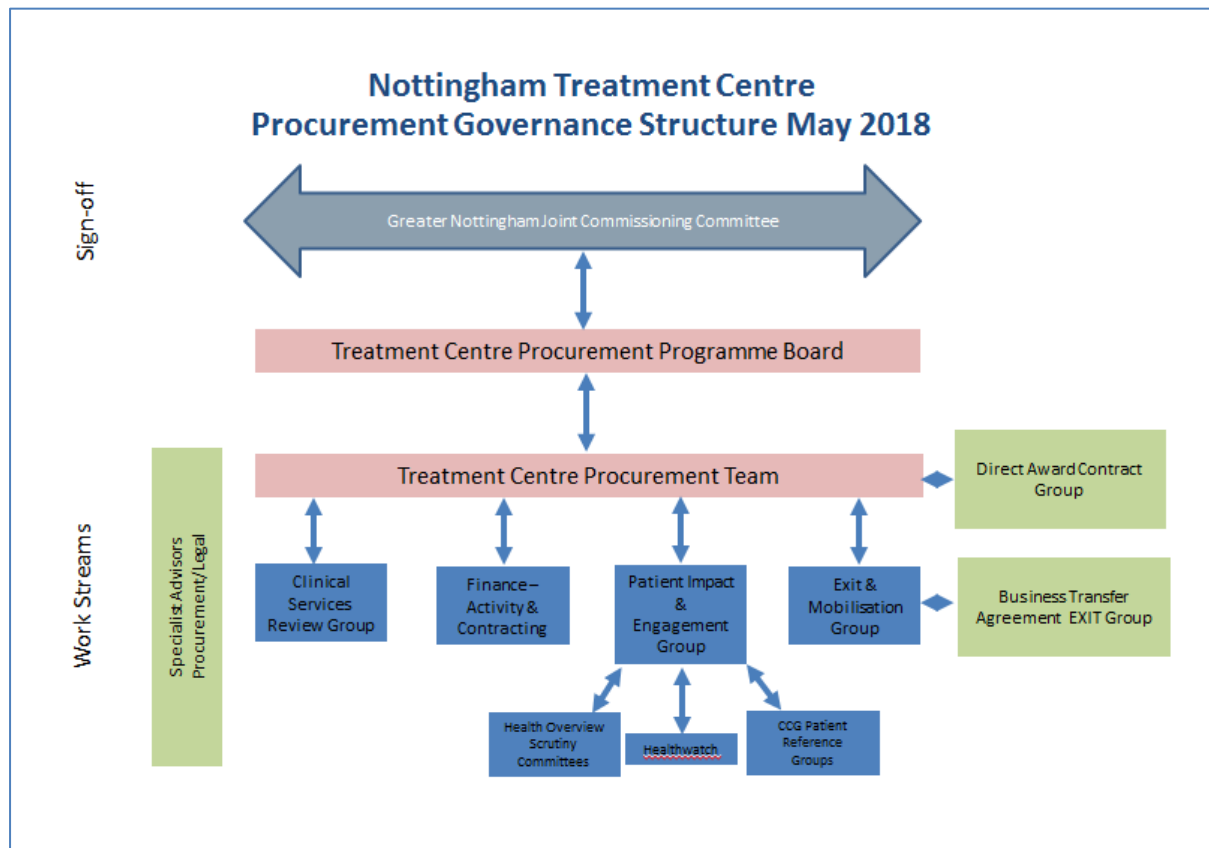 Nottingham Treatment Centre
Procurement Governance Structure May 2018
Sign-off
Greater Nottingham Joint Commissioning Committee
Treatment Centre Procurement Programme Board
Treatment Centre Procurement Team
Direct Award Contract
Group
Work Streams
Specialist Advisors
Procurement/Legal
Clinical
Services
Review Group
Finance–
Activity &
Contracting
Patient Impact
&
Engagement
Group
Exit &
Mobilisation
Group
Business Transfer
Agreement EXIT Group
Health Overview
Scrutiny
Committees
Healthwatch
CCG Patient
Reference
Groups